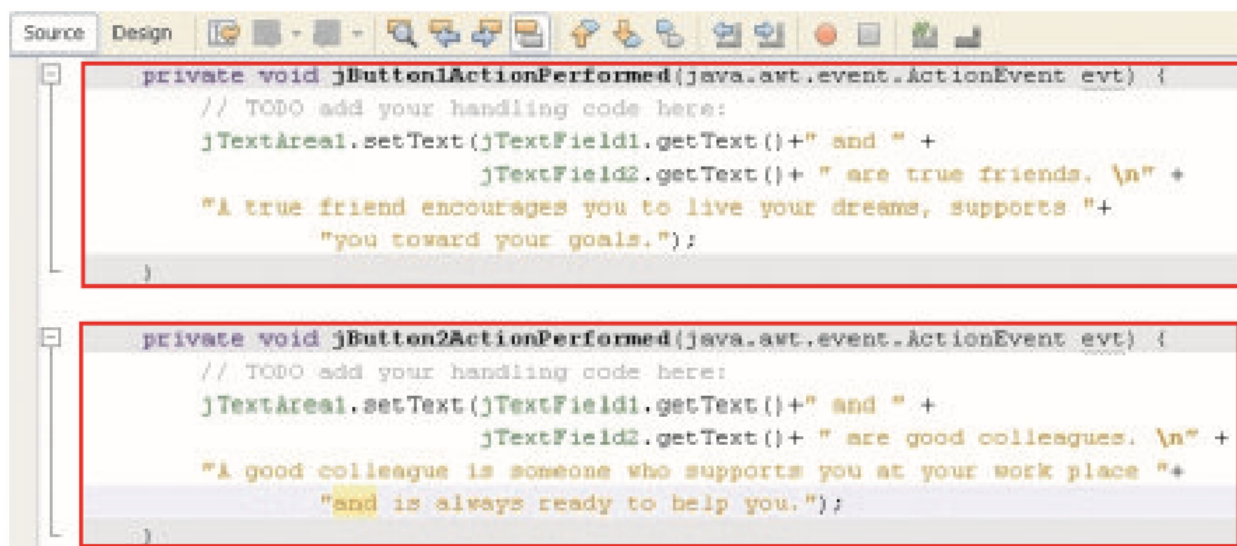 Source Design
private void jButton1ActionPerformed(java.awt.event.ActionEvent evt) {
// TODO add your handling code here:
jTextArea1.setText(jTextField1.getText()+" and " +
jTextField2.getText()+ " are true friends. \n" +
"A true friend encourages you to live your dreams, supports "+
"you toward your goals.");
}
private void jButton2ActionPerformed(java.awt.event.ActionEvent evt) {
// TODO add your handling code here:
jTextArea1.setText(jTextField1.getText()+" and " +
jTextField2.getText()+ " are good colleagues. \n" +
"A good colleague is someone who supports you at your work place "+
"and is always ready to help you.");
}